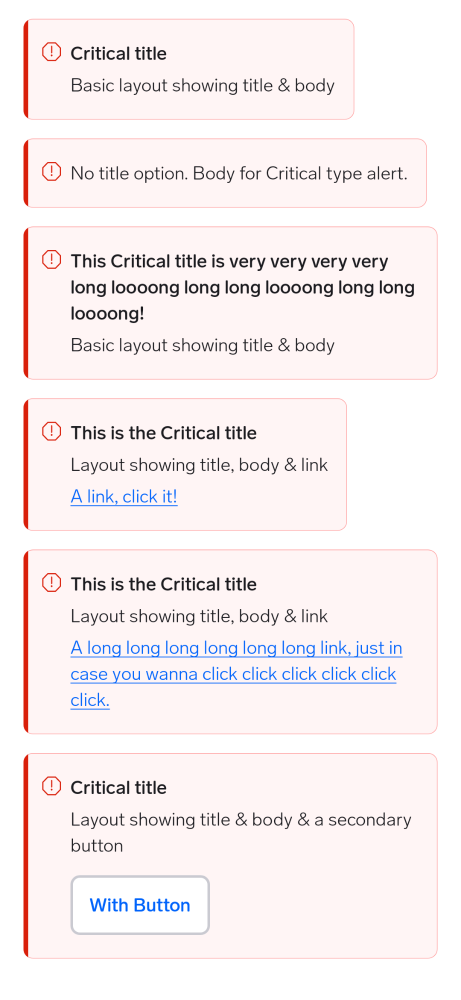 Critical title
Basic layout showing title & body
No title option. Body for Critical type alert.
This Critical title is very very very very
long loooong long long loooong long long
loooong!
Basic layout showing title & body
This is the Critical title
Layout showing title, body & link
A link, click it!
This is the Critical title
Layout showing title, body & link
A long long long long long long link, just in
case you wanna click click click click click
click.
Critical title
Layout showing title & body & a secondary
button
With Button